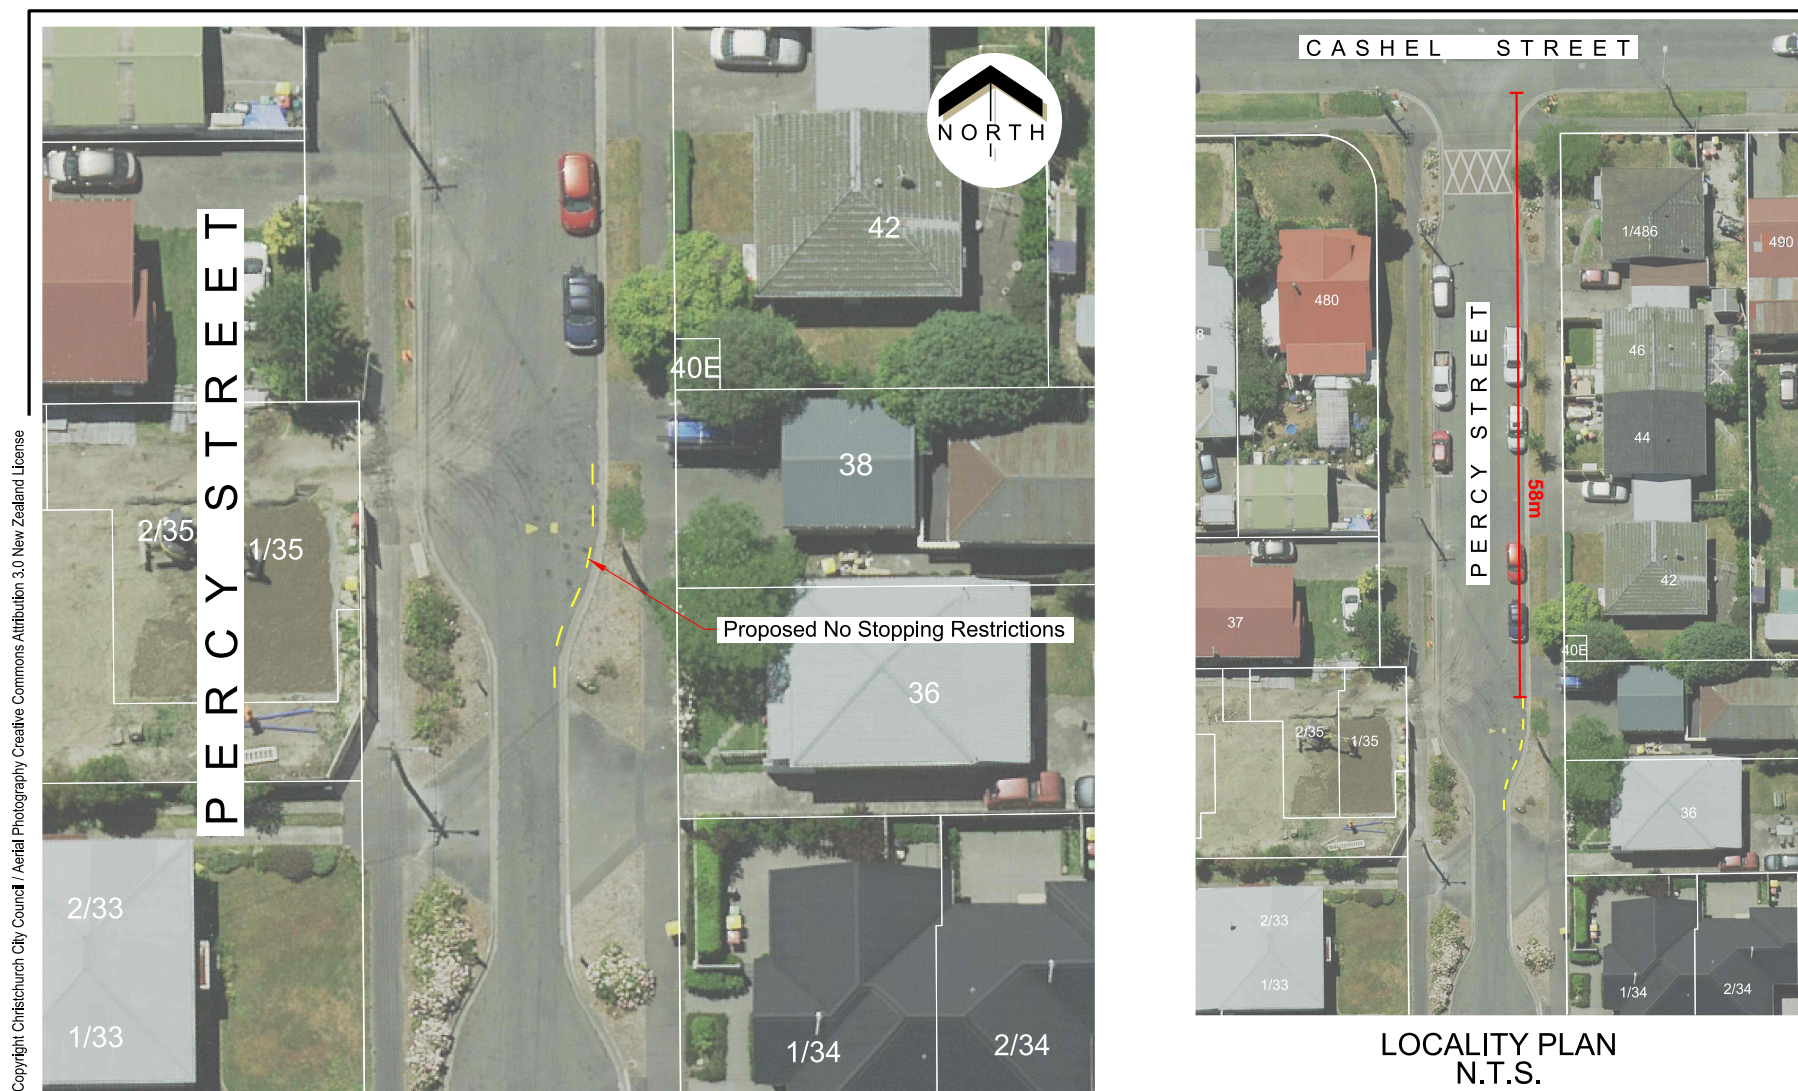 NORTH
42
40E
38
PERCY STREET
2/35
1/35
Proposed No Stopping Restrictions
36
2/33
1/33
1/34
2/34
Copyright Christchurch City Council / Aerial Photography Creative Commons Attribution 3.0 New Zealand License
CASHEL STREET
1/486
490
480
8
46
PERCY STREET
44
58m
42
37
40E
2/35
1/35
36
2/33
1/33
1/34
2/34
LOCALITY PLAN
N.T.S.